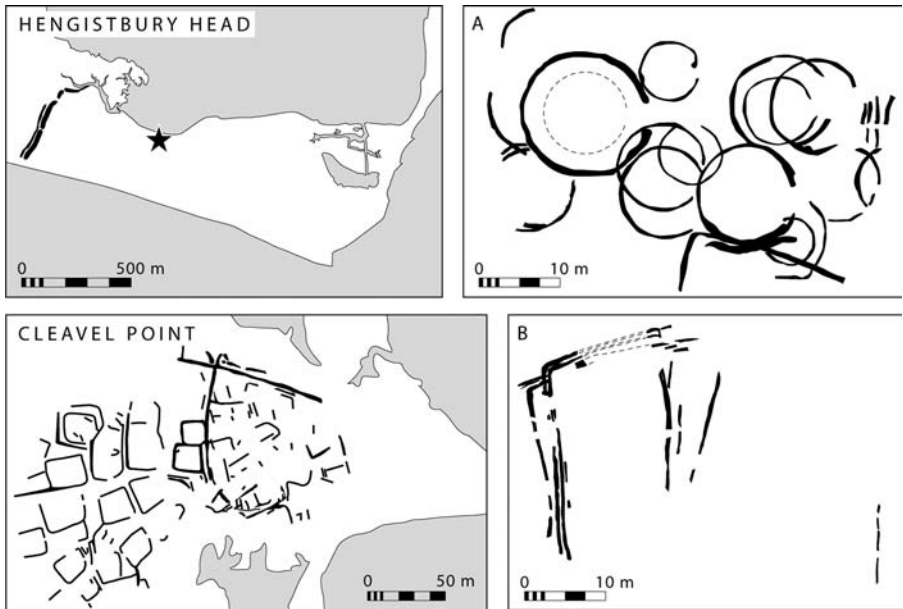 HENGISTBURY HEAD
0 500 m
A
0 10 m
CLEAVEL POINT
0 50 m
B
0 10 m